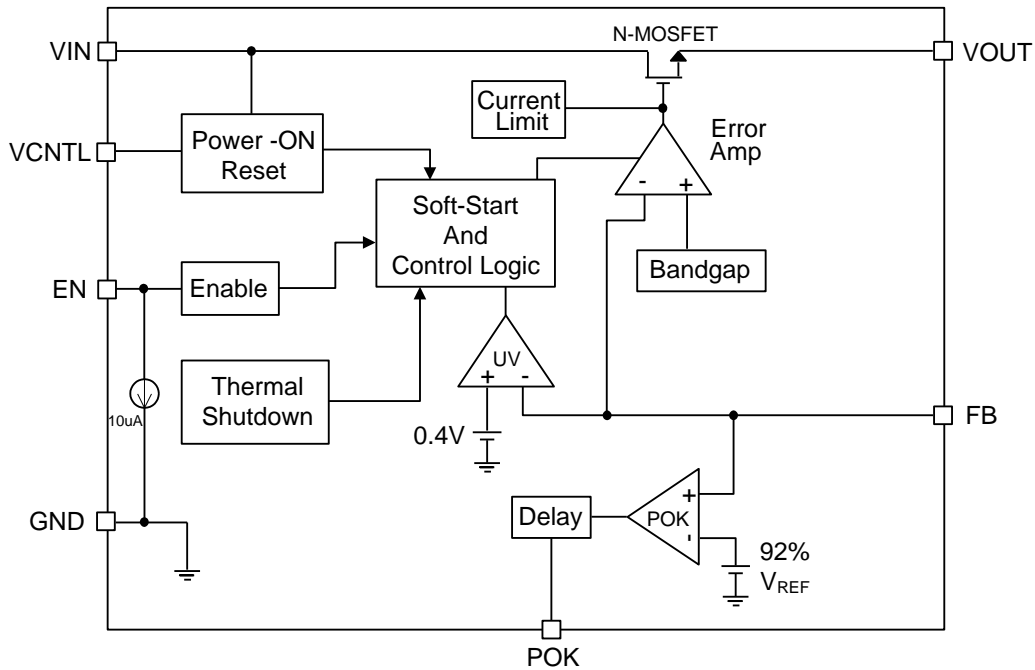 N-MOSFET
VIN
VOUT
Current
Limit
Error
Amp
Power -ON
Reset
VCNTL
- +
Soft-Start
And
Control Logic
Bandgap
EN
Enable
UV
+ -
Thermal
Shutdown
10uA
0.4V
FB
+
POK
-
Delay
GND
92%
VREF
POK